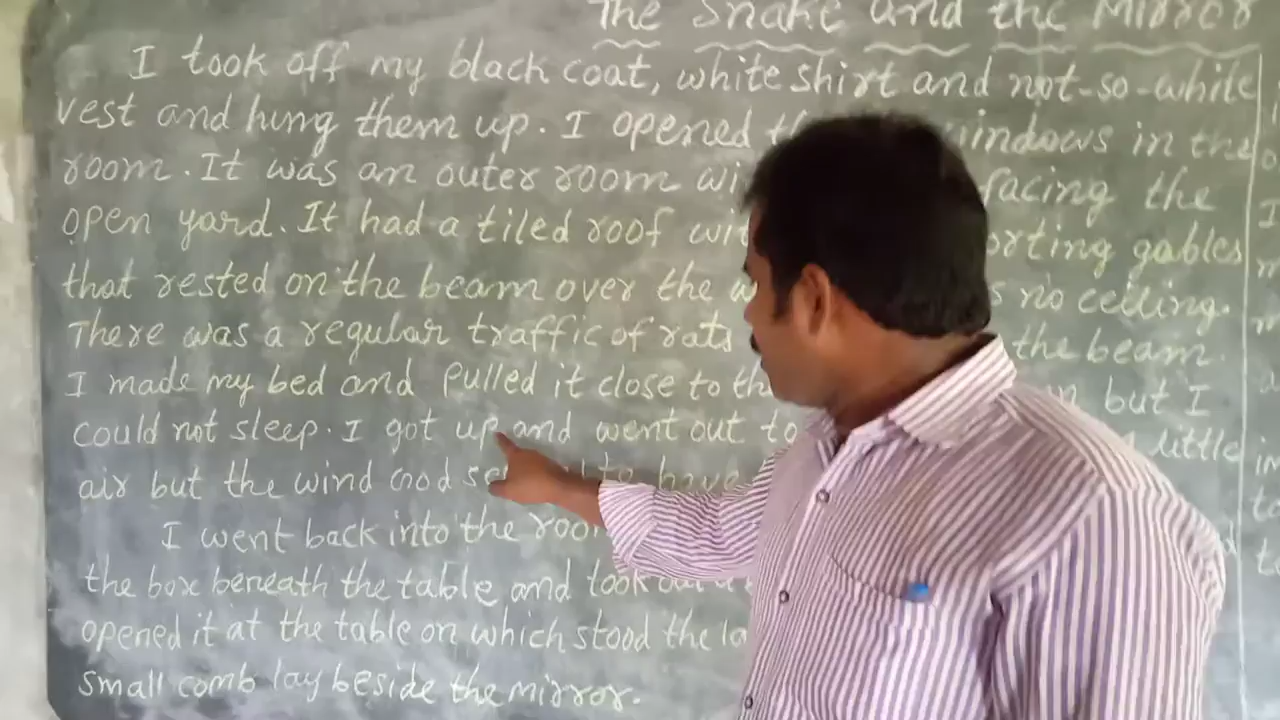 The Snake and the Mirror
I took off my black coat, white shirt and not-so-white
vest and hung them up. I opened windows in the
room. It was an outer room facing the
open yard. It had a tiled roof gables
that rested on the beam over the no ceiling.
There was a regular traffic of rats the beam.
I made my bed and pulled it close to but I
could not sleep. I got up and went out to little
air but the wind God to have
I went back into the
the box beneath the table and took
opened it at the table on which stood the
small comb lay beside the mirror.